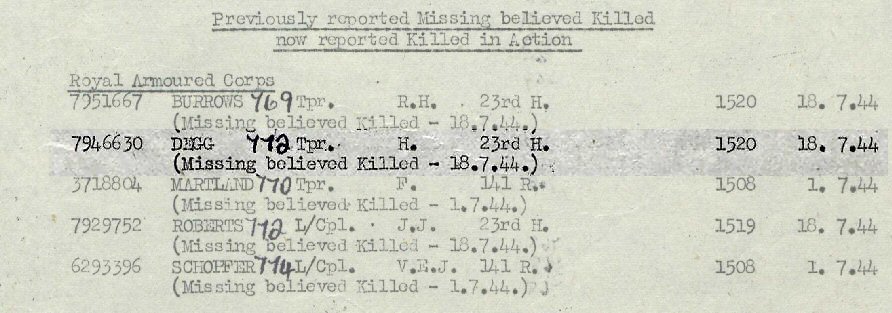 Previously reported Missing believed Killed
now reported Killed in Action
Royal Armoured Corps
7951667 BURROWS 769 Tpr. R.H. 23rd H. 1520 18. 7.44
(Missing believed Killed - 18.7.44.)
7946630 DEGG 772 Tpr. H. 23rd H. 1520 18. 7.44
(Missing believed Killed - 18.7.44.)
3718804 MARTLAND 770 Tpr. F. 141 R. 1508 1. 7.44
(Missing believed Killed - 1.7.44.)
7929752 ROBERTS 772 L/Cpl. J.J. 23rd H. 1519 18. 7.44
(Missing believed Killed - 18.7.44.)
6293396 SCHOPFER 774 L/Cpl. V.E.J. 141 R. 1508 1. 7.44
(Missing believed Killed - 1.7.44.)